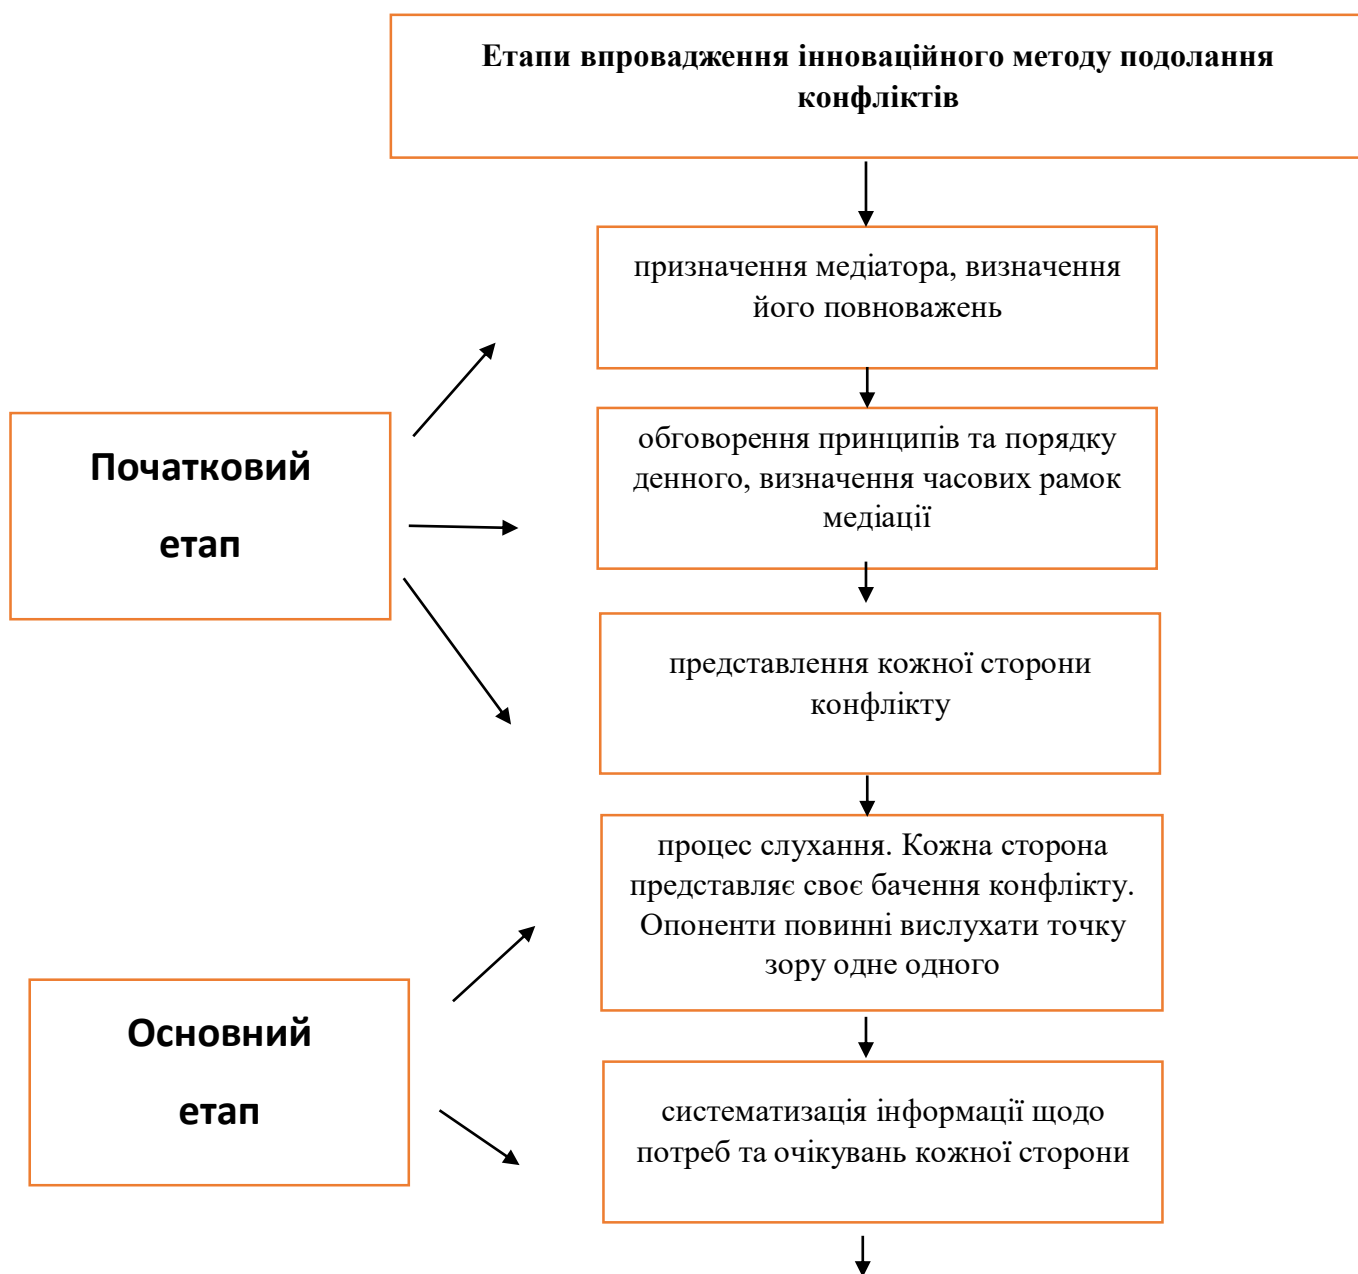 Етапи впровадження інноваційного методу подолання
конфліктів
призначення медіатора, визначення
його повноважень
Початковий
етап
обговорення принципів та порядку
денного, визначення часових рамок
медіації
представлення кожної сторони
конфлікту
процес слухання. Кожна сторона
представляє своє бачення конфлікту.
Опоненти повинні вислухати точку
зору одне одного
Основний
етап
систематизація інформації щодо
потреб та очікувань кожної сторони